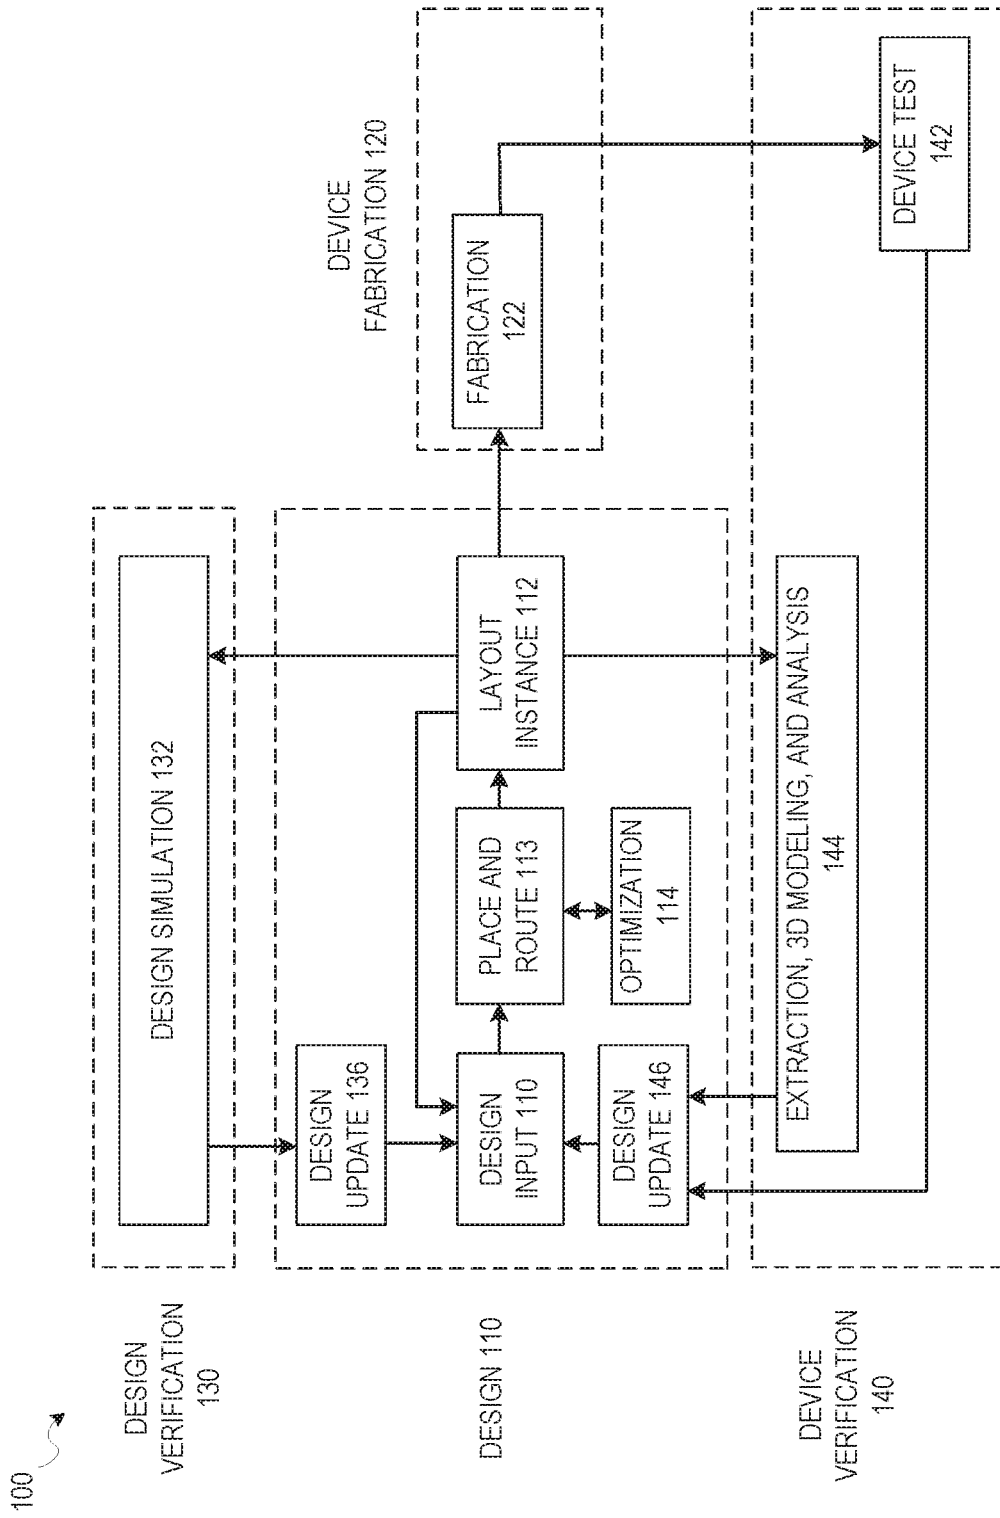 100
DESIGN
VERIFICATION
130
DESIGN SIMULATION 132
DESIGN 110
DESIGN
UPDATE 136
DESIGN
INPUT 110
DESIGN
UPDATE 146
PLACE AND
ROUTE 113
OPTIMIZATION
114
LAYOUT
INSTANCE 112
DEVICE
FABRICATION 120
FABRICATION
122
DEVICE
VERIFICATION
140
EXTRACTION, 3D MODELING, AND ANALYSIS
144
DEVICE TEST
142